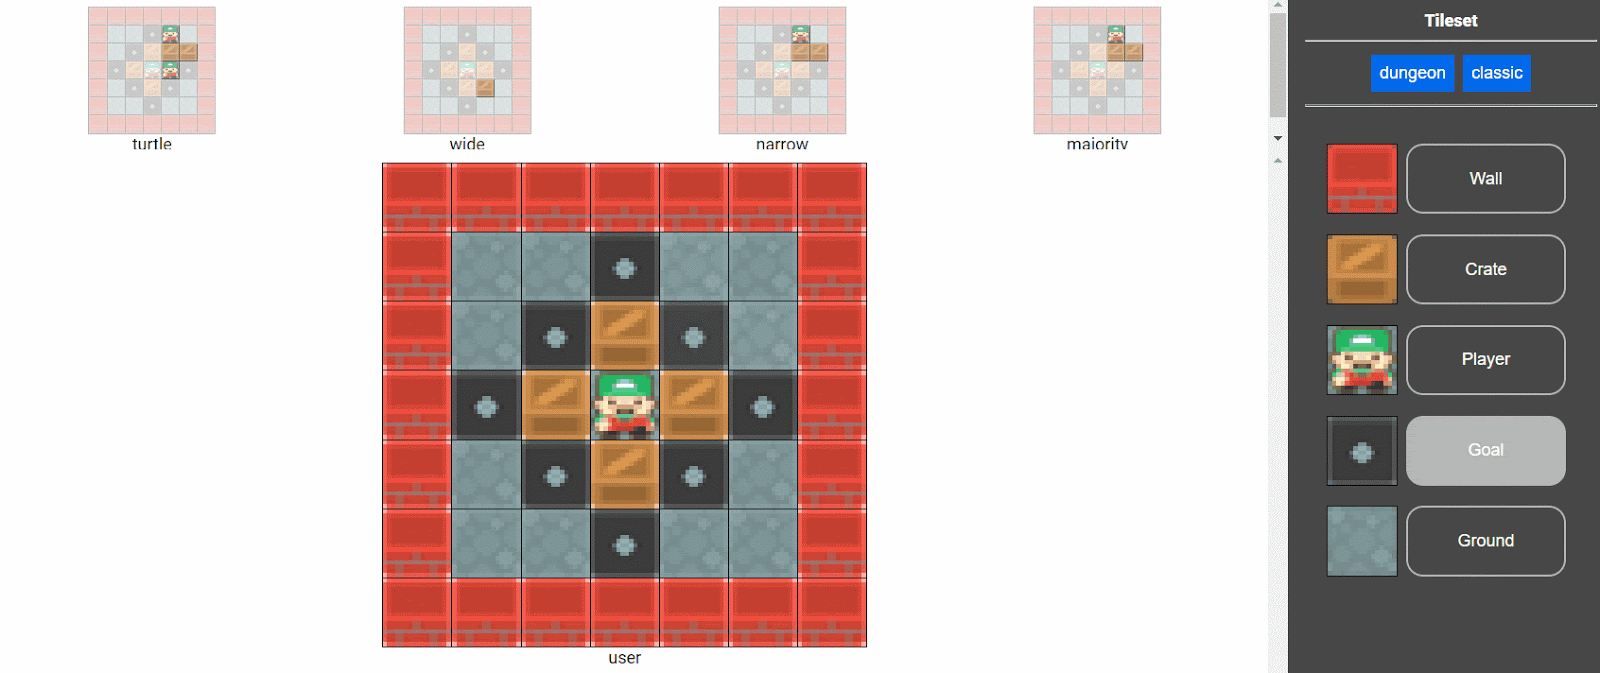 turtle
wide
narrow
majority
user
Tileset
dungeon
classic
Wall
Crate
Player
Goal
Ground